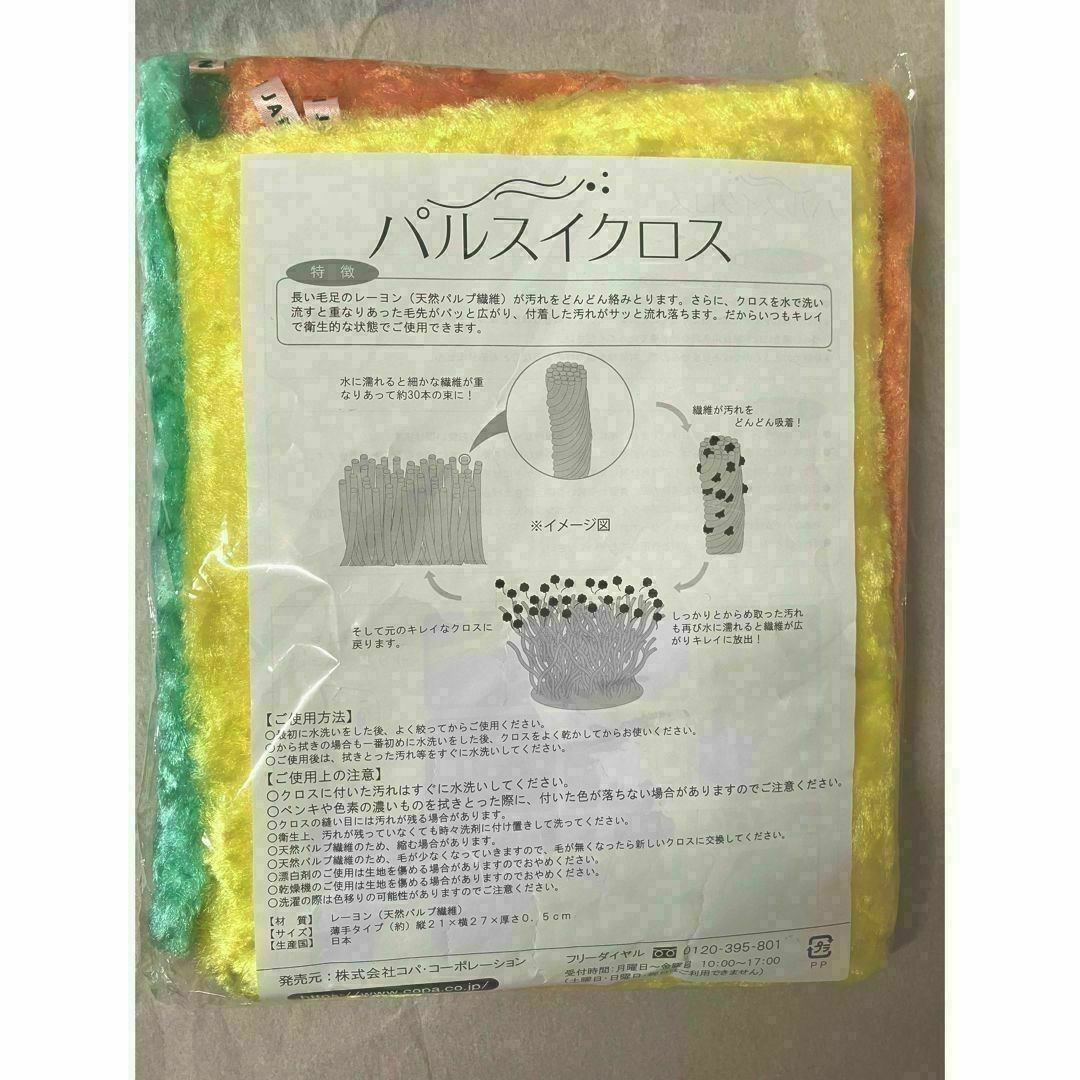 N
JAP
J
パルスイクロス
特徴
長い毛足のレーヨン（天然パルプ繊維）が汚れをどんどん絡みとります。さらに、クロスを水で洗い
流すと重なりあった毛先がパッと広がり、付着した汚れがサッと流れ落ちます。だからいつもキレイ
で衛生的な状態でご使用できます。
水に濡れると細かな繊維が重
なりあって約30本の束に！
繊維が汚れを
どんどん吸着！
※イメージ図
しっかりとからめ取った汚れ
も再び水に濡れると繊維が広
がりキレイに放出！
そして元のキレイなクロスに
戻ります。
【ご使用方法】
○最初に水洗いをした後、よく絞ってからご使用ください。
○から拭きの場合も一番初めに水洗いをした後、クロスをよく乾かしてからお使いください。
○ご使用後は、拭きとった汚れ等をすぐに水洗いしてください。
【ご使用上の注意】
○クロスに付いた汚れはすぐに水洗いしてください。
○ペンキや色素の濃いものを拭きとった際に、付いた色が落ちない場合がありますのでご注意ください。
○クロスの縫い目には汚れが残る場合があります。
○衛生上、汚れが残っていなくても時々洗剤に付け置きして洗ってください。
○天然パルプ繊維のため、縮む場合があります。
○天然パルプ繊維のため、毛が少なくなっていきますので、毛が無くなったら新しいクロスに交換してください。
○漂白剤のご使用は生地を傷める場合がありますのでおやめください。
○乾燥機のご使用は生地を傷める場合がありますのでおやめください。
○洗濯の際は色移りの可能性がありますのでご注意ください。
【材 質】 レーヨン（天然パルプ繊維）
【サイズ】 薄手タイプ（約）縦２１×横２７×厚さ０．５ｃｍ
【生産国】 日本
発売元：株式会社コパ・コーポレーション
https://www.copa.co.jp/
フリーダイヤル 0120-395-801
受付時間：月曜日～金曜日 10:00～17:00
（土曜日・日曜日・祝日はご利用できません）
プラ
PP